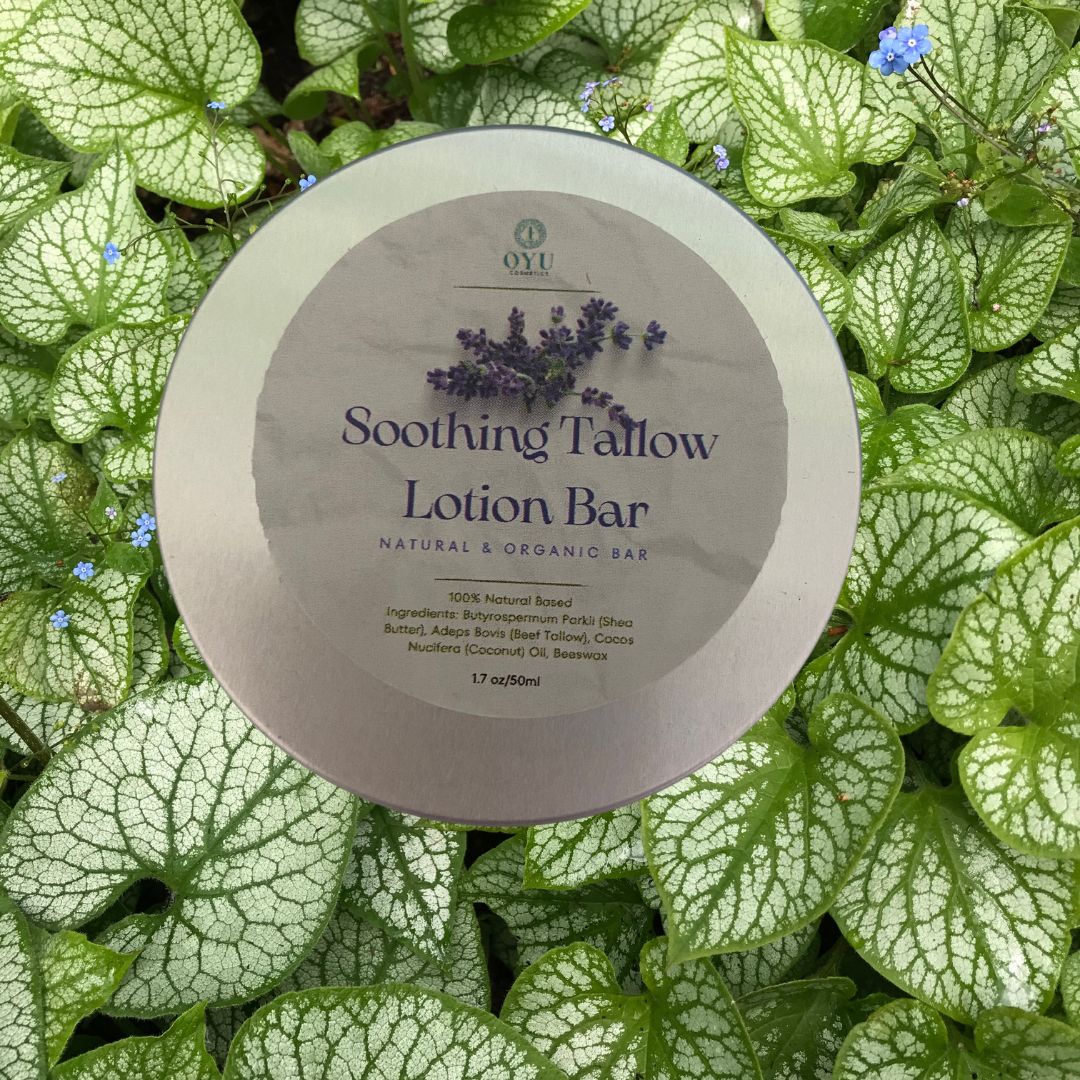 OYU
COSMETICS
Soothing Tallow
Lotion Bar
NATURAL & ORGANIC BAR
100% Natural Based
Ingredients: Butyrospermum Parkii (Shea
Butter), Adeps Bovis (Beef Tallow), Cocos
Nucifera (Coconut) Oil, Beeswax
1.7 oz/50ml